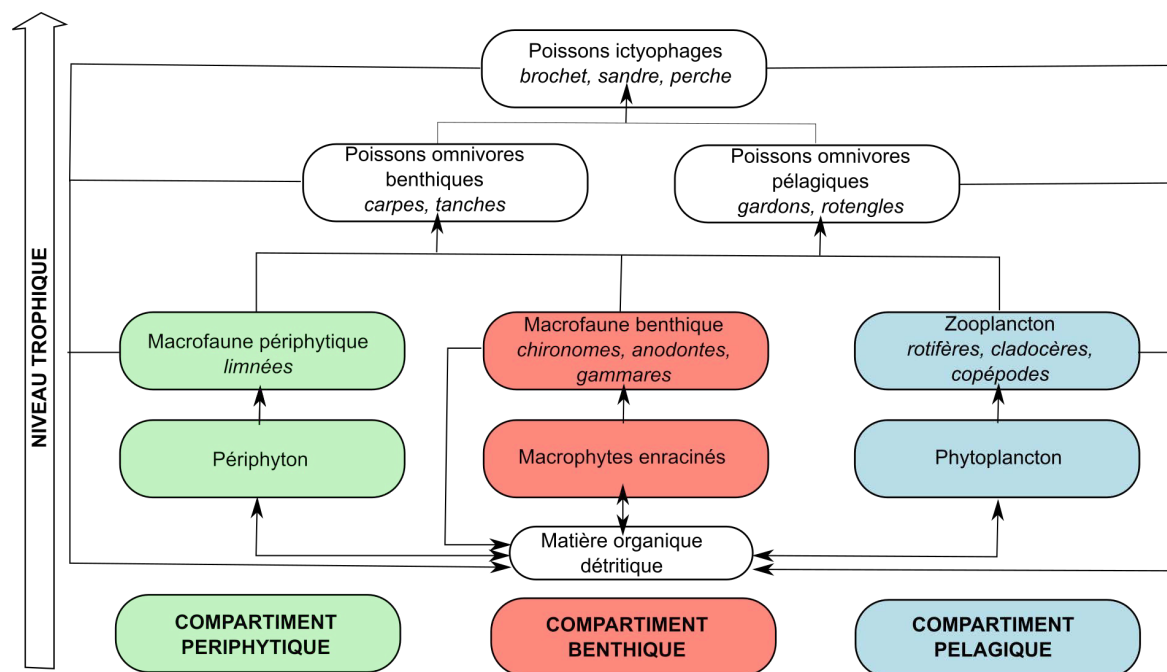 Poissons ictyophages
brochet, sandre, perche
Poissons omnivores
benthiques
carpes, tanches
Poissons omnivores
pélagiques
gardons, rotengles
NIVEAU TROPHIQUE
Macrofaune périphytique
limnées
Macrofaune benthique
chironomes, anodontes,
gammares
Zooplancton
rotifères, cladocères,
copépodes
Périphyton
Macrophytes enracinés
Phytoplancton
Matière organique
détritique
COMPARTIMENT
PERIPHYTIQUE
COMPARTIMENT
BENTHIQUE
COMPARTIMENT
PELAGIQUE